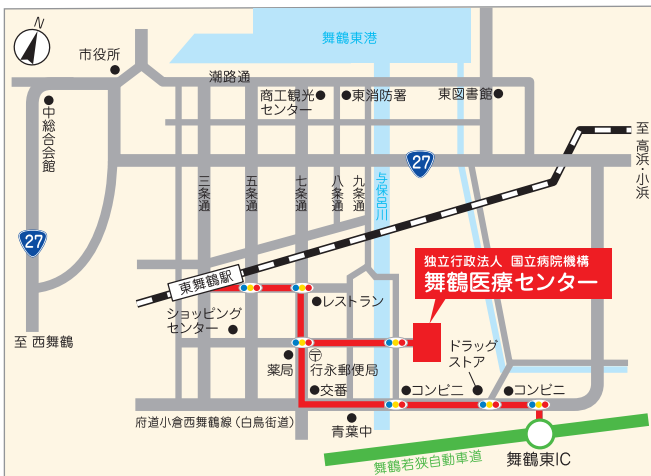 N
舞鶴東港
市役所
潮路通
商工観光
センター
東消防署
東図書館
中総合会館
27
至 高浜・小浜
三条通
五条通
七条通
八条通
九条通
与保呂川
27
独立行政法人 国立病院機構
舞鶴医療センター
東舞鶴駅
レストラン
ショッピング
センター
至 西舞鶴
ドラッグ
ストア
薬局
〒
行永郵便局
交番
コンビニ
コンビニ
府道小倉西舞鶴線(白鳥街道)
青葉中
舞鶴若狭自動車道
舞鶴東IC